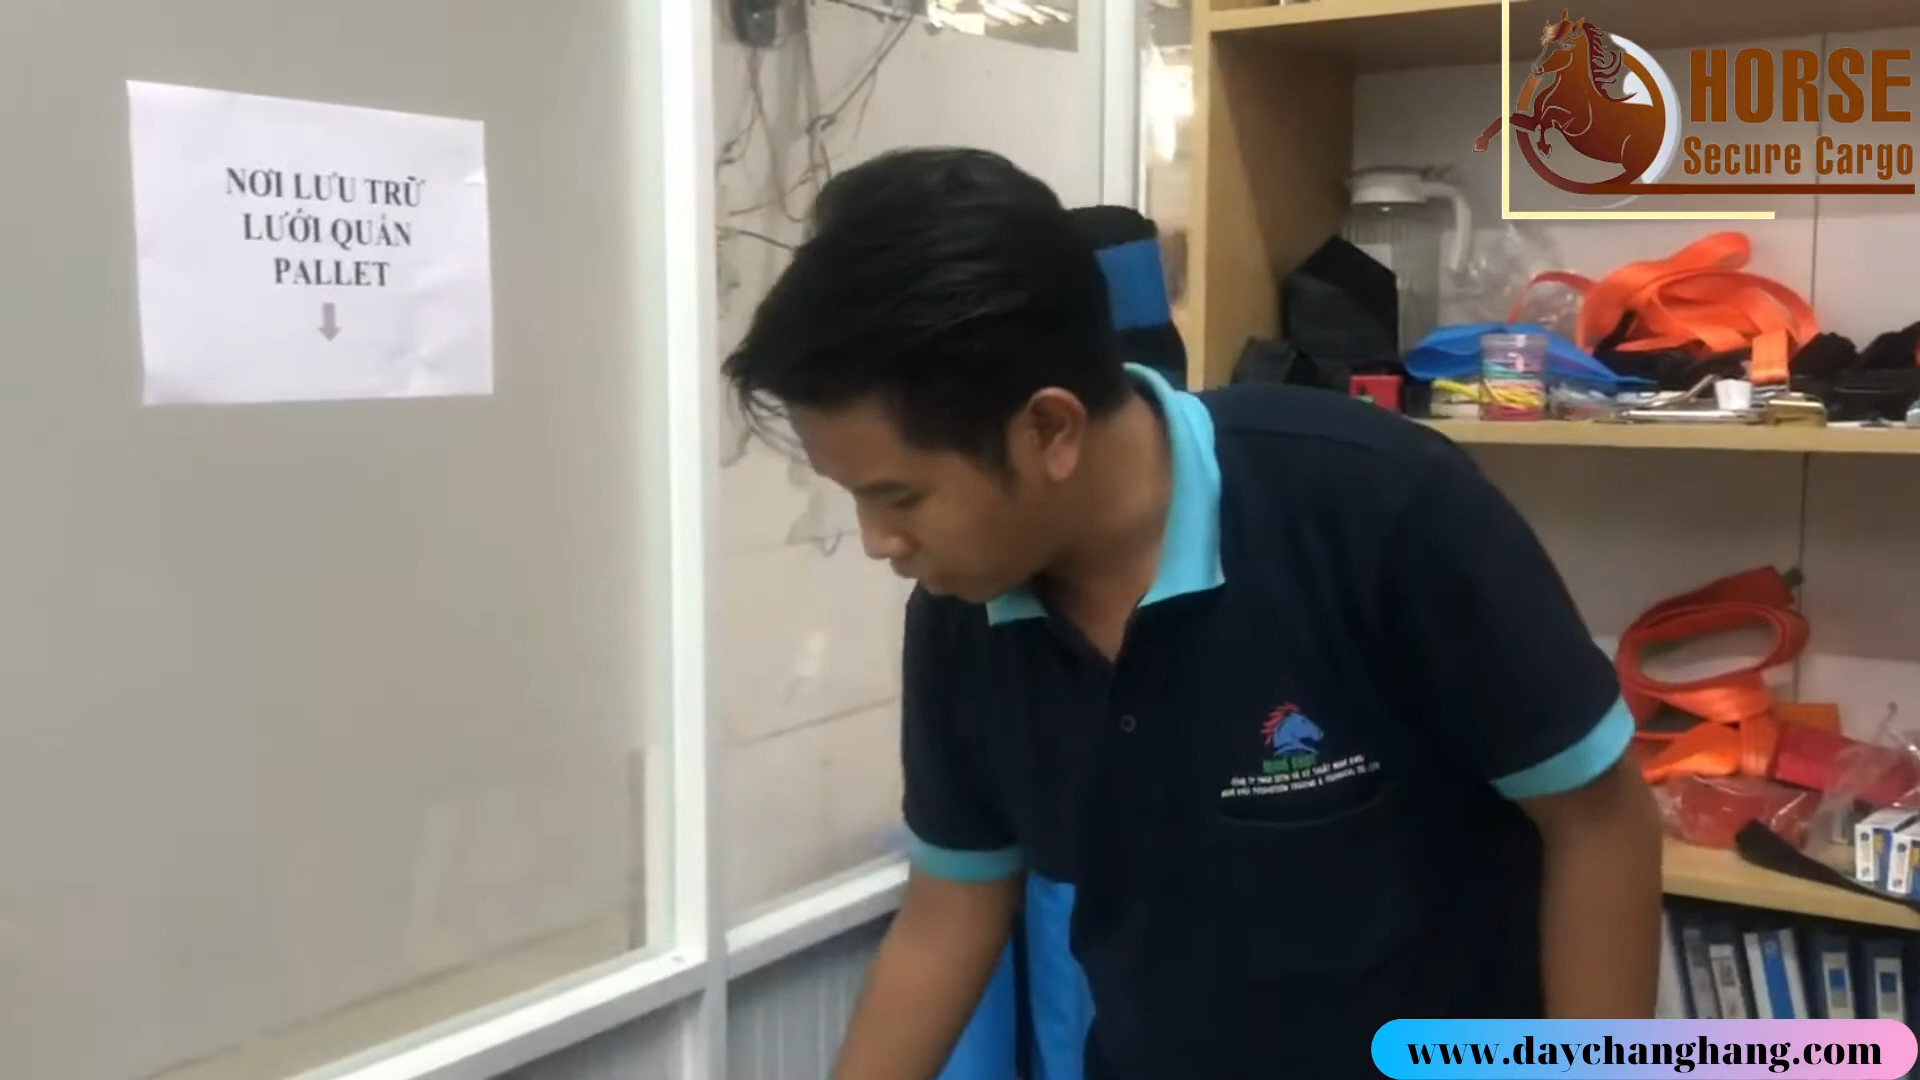 NƠI LƯU TRỮ
LƯỚI QUẤN
PALLET
HORSE
Secure Cargo
www.daychanghang.com